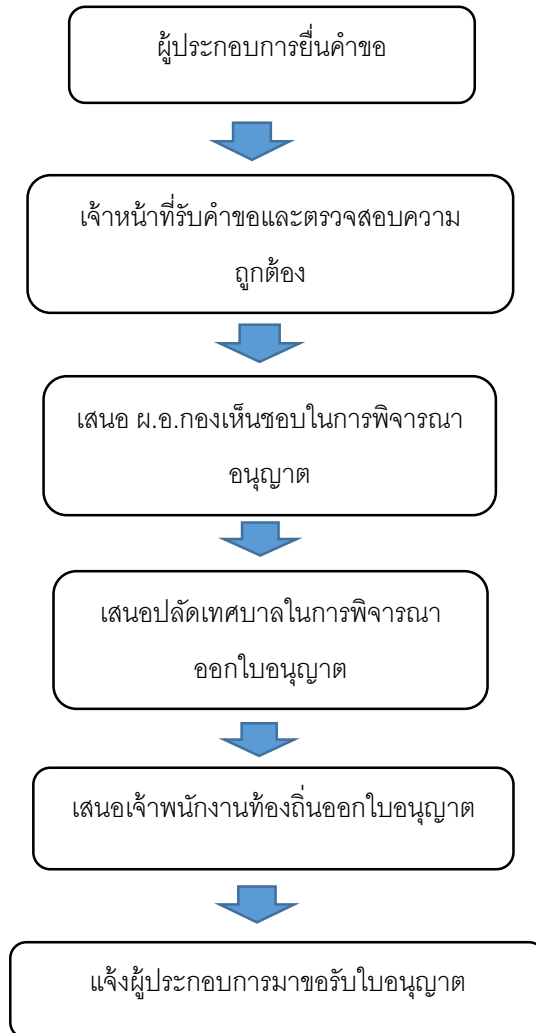 ผู้ประกอบการยื่นคำขอ
เจ้าหน้าที่รับคำขอและตรวจสอบความ
ถูกต้อง
เสนอ ผ.อ.กองเห็นชอบในการพิจารณา
อนุญาต
เสนอปลัดเทศบาลในการพิจารณา
ออกใบอนุญาต
เสนอเจ้าพนักงานท้องถิ่นออกใบอนุญาต
แจ้งผู้ประกอบการมาขอรับใบอนุญาต